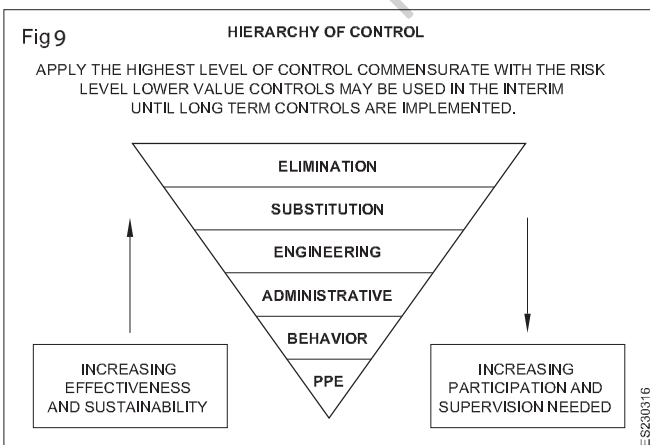 Fig 9
HIERARCHY OF CONTROL
APPLY THE HIGHEST LEVEL OF CONTROL COMMENSURATE WITH THE RISK
LEVEL LOWER VALUE CONTROLS MAY BE USED IN THE INTERIM
UNTIL LONG TERM CONTROLS ARE IMPLEMENTED.
ELIMINATION
SUBSTITUTION
ENGINEERING
ADMINISTRATIVE
BEHAVIOR
PPE
INCREASING
EFFECTIVENESS
AND SUSTAINABILITY
INCREASING
PARTICIPATION AND
SUPERVISION NEEDED
ES230316